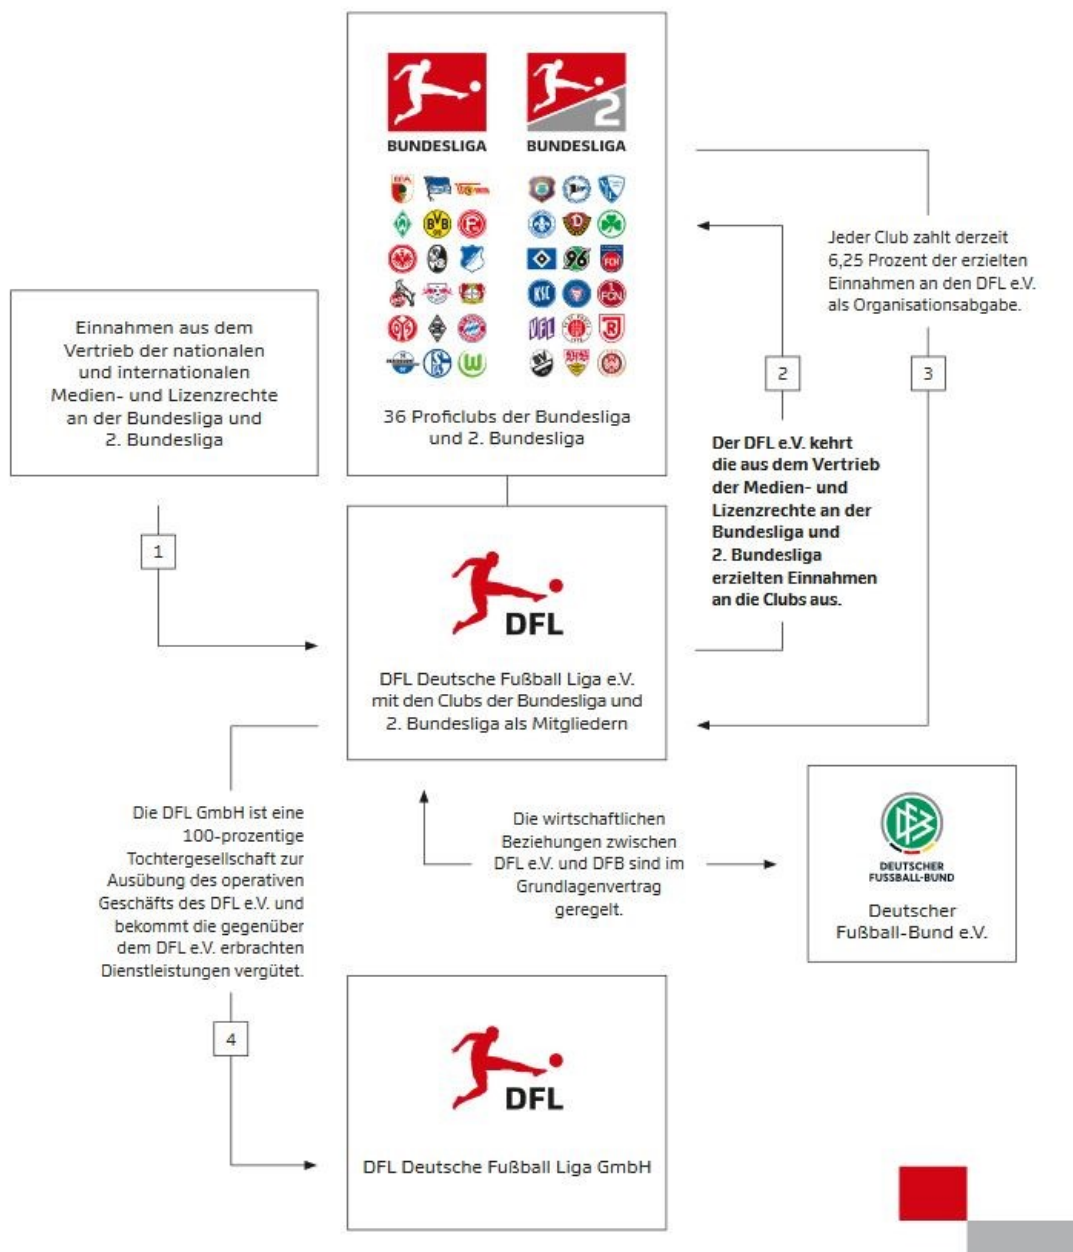 BUNDESLIGA
BUNDESLIGA
2
36 Proficlubs der Bundesliga
und 2. Bundesliga
Jeder Club zahlt derzeit
6,25 Prozent der erzielten
Einnahmen an den DFL e.V.
als Organisationsabgabe.
Einnahmen aus dem
Vertrieb der nationalen
und internationalen
Medien- und Lizenzrechte
an der Bundesliga und
2. Bundesliga
2
3
Der DFL e.V. kehrt
die aus dem Vertrieb
der Medien- und
Lizenzrechte an der
Bundesliga und
2. Bundesliga
erzielten Einnahmen
an die Clubs aus.
1
DFL
DFL Deutsche Fußball Liga e.V.
mit den Clubs der Bundesliga und
2. Bundesliga als Mitgliedern
Die DFL GmbH ist eine
100-prozentige
Tochtergesellschaft zur
Ausübung des operativen
Geschäfts des DFL e.V. und
bekommt die gegenüber
dem DFL e.V. erbrachten
Dienstleistungen vergütet.
Die wirtschaftlichen
Beziehungen zwischen
DFL e.V. und DFB sind im
Grundlagenvertrag
geregelt.
DFB
DEUTSCHER
FUSSBALL-BUND
Deutscher
Fußball-Bund e.V.
4
DFL
DFL Deutsche Fußball Liga GmbH